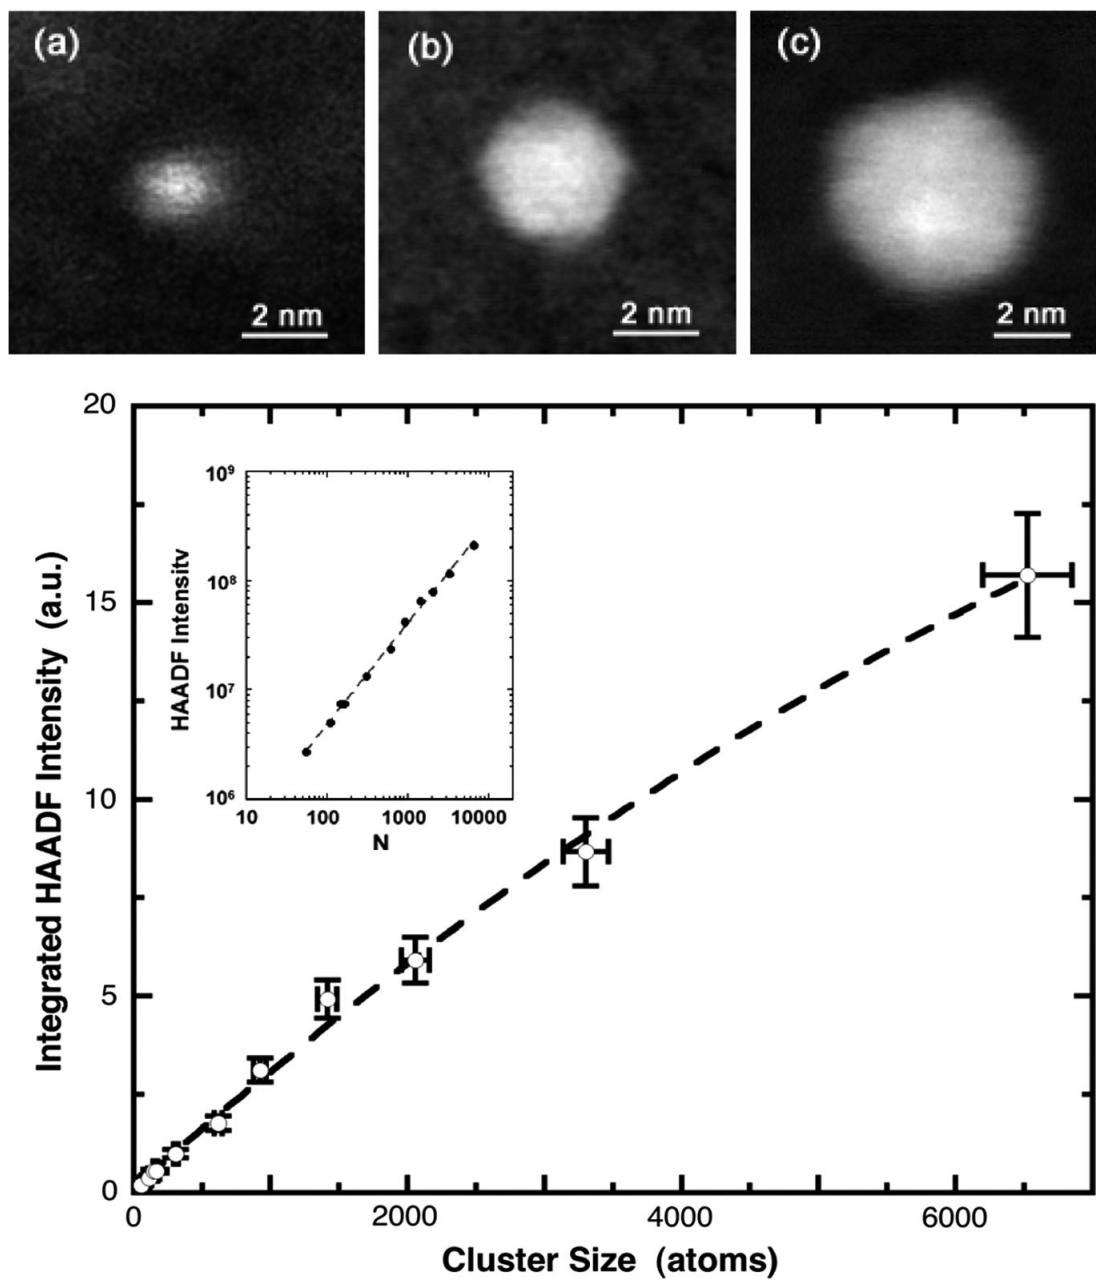 (a)
(b)
(c)
2 nm
2 nm
2 nm
20
15
10
5
0
Integrated HAADF Intensity (a.u.)
10⁹
10⁸
10⁷
10⁶
HAADF Intensity
10
100
1000
10000
N
0
2000
4000
6000
Cluster Size (atoms)